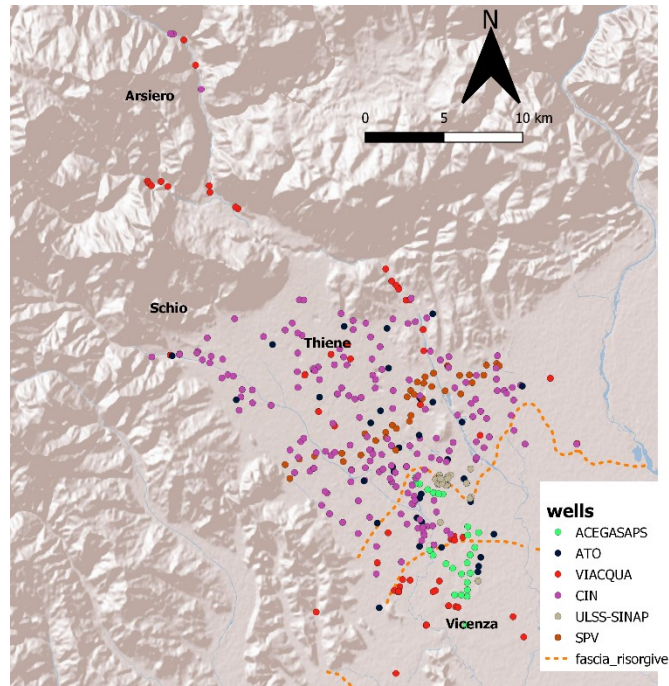 N
Arsiero
0 5 10 km
Schio
Thiene
wells
ACEGASAPS
ATO
VIACQUA
CIN
ULSS-SINAP
SPV
fascia_risorgive
Vicenza